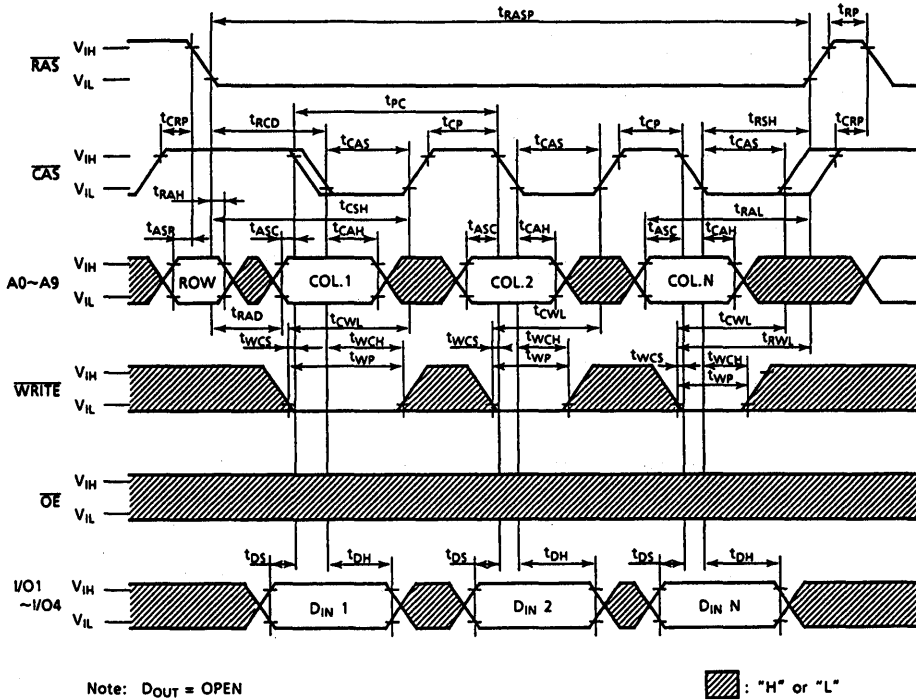 tRASP tRP
VIH
RAS
VIL
tPC
tCRP tRCD tCP tCP tRSH tCRP
tCAS tCAS tCAS
VIH
CAS
VIL
tRAH tCSH tRAL
tASR tASC tCAH tASC tCAH tASC tCAH
VIH
A0~A9 ROW COL.1 COL.2 COL.N
VIL
tRAD tCWL tCWL tCWL
tWCS tWCH tWCS tWCH tRWL
tWP tWP tWCS tWCH
tWP
VIH
WRITE
VIL
VIH
OE
VIL
tDS tDH tDS tDH tDS tDH
I/O1 VIH
~I/O4 DIN 1 DIN 2 DIN N
VIL
Note: DOUT = OPEN : "H" or "L"